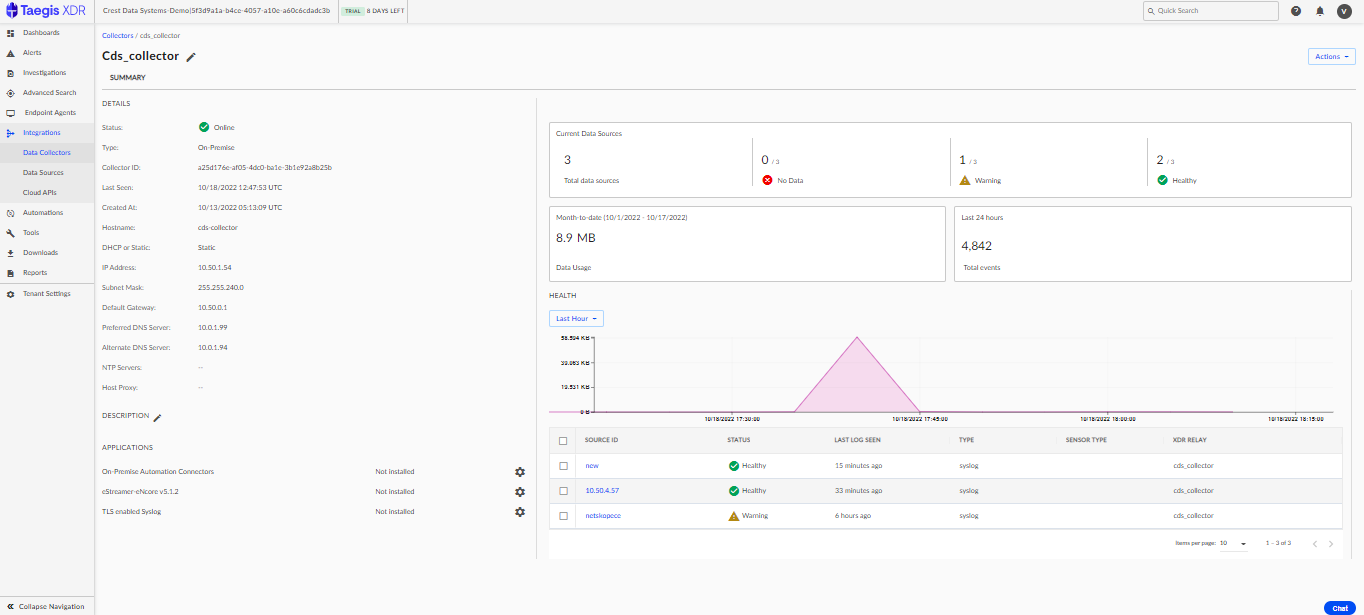 Taegis XDR
Crest Data Systems-Demo|5f3d9a1a-b4ce-4057-a10e-a60c6cdadc3b
TRIAL 8 DAYS LEFT
Quick Search
V
Dashboards
Alerts
Investigations
Advanced Search
Endpoint Agents
Integrations
Data Collectors
Data Sources
Cloud APIs
Automations
Tools
Downloads
Reports
Tenant Settings
Collapse Navigation
Collectors / cds_collector
Cds_collector
Actions
SUMMARY
DETAILS
Status: Online
Type: On-Premise
Collector ID: a25d176e-af05-4dc0-ba1e-3b1e92a8b25b
Last Seen: 10/18/2022 12:47:53 UTC
Created At: 10/13/2022 05:13:09 UTC
Hostname: cds-collector
DHCP or Static: Static
IP Address: 10.50.1.54
Subnet Mask: 255.255.240.0
Default Gateway: 10.50.0.1
Preferred DNS Server: 10.0.1.99
Alternate DNS Server: 10.0.1.94
NTP Servers: --
Host Proxy: --
DESCRIPTION
APPLICATIONS
On-Premise Automation Connectors Not installed
eStreamer-eNcore v5.1.2 Not installed
TLS enabled Syslog Not installed
Current Data Sources
3 0 / 3 1 / 3 2 / 3
Total data sources No Data Warning Healthy
Month-to-date (10/1/2022 - 10/17/2022)
8.9 MB
Data Usage
Last 24 hours
4,842
Total events
HEALTH
Last Hour
58.594 KB
39.063 KB
19.531 KB
0 B
10/18/2022 17:30:00 10/18/2022 17:45:00 10/18/2022 18:00:00 10/18/2022 18:15:00
SOURCE ID STATUS LAST LOG SEEN TYPE SENSOR TYPE XDR RELAY
new Healthy 15 minutes ago syslog cds_collector
10.50.4.57 Healthy 33 minutes ago syslog cds_collector
netskopece Warning 6 hours ago syslog cds_collector
Items per page: 10 1 – 3 of 3
Chat